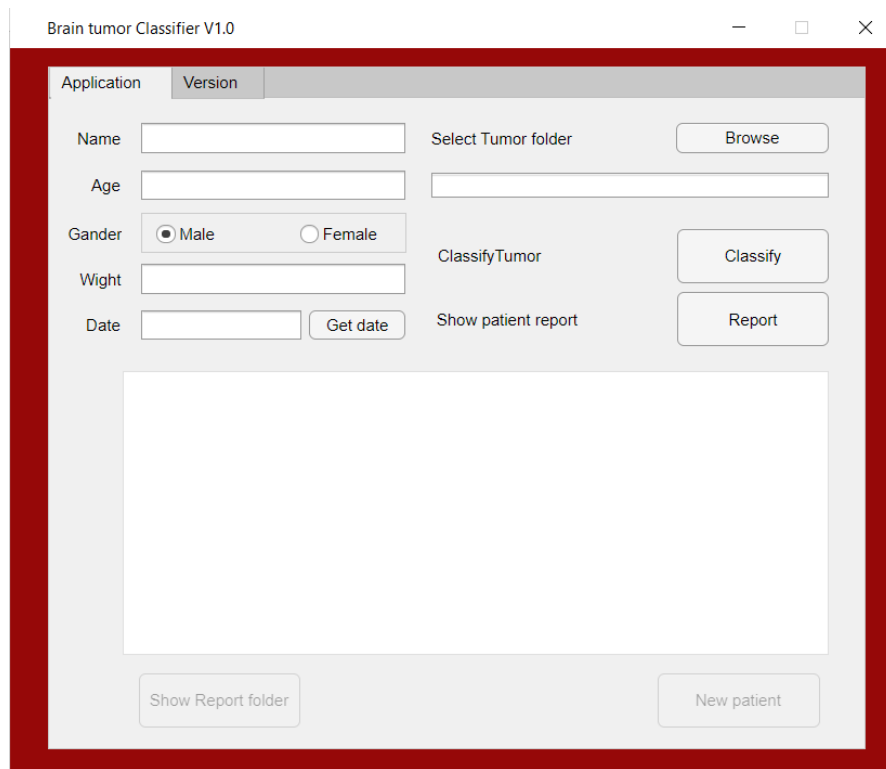 Brain tumor Classifier V1.0
Application
Version
Name
Select Tumor folder
Browse
Age
Gander
Male
Female
ClassifyTumor
Classify
Wight
Date
Get date
Show patient report
Report
Show Report folder
New patient